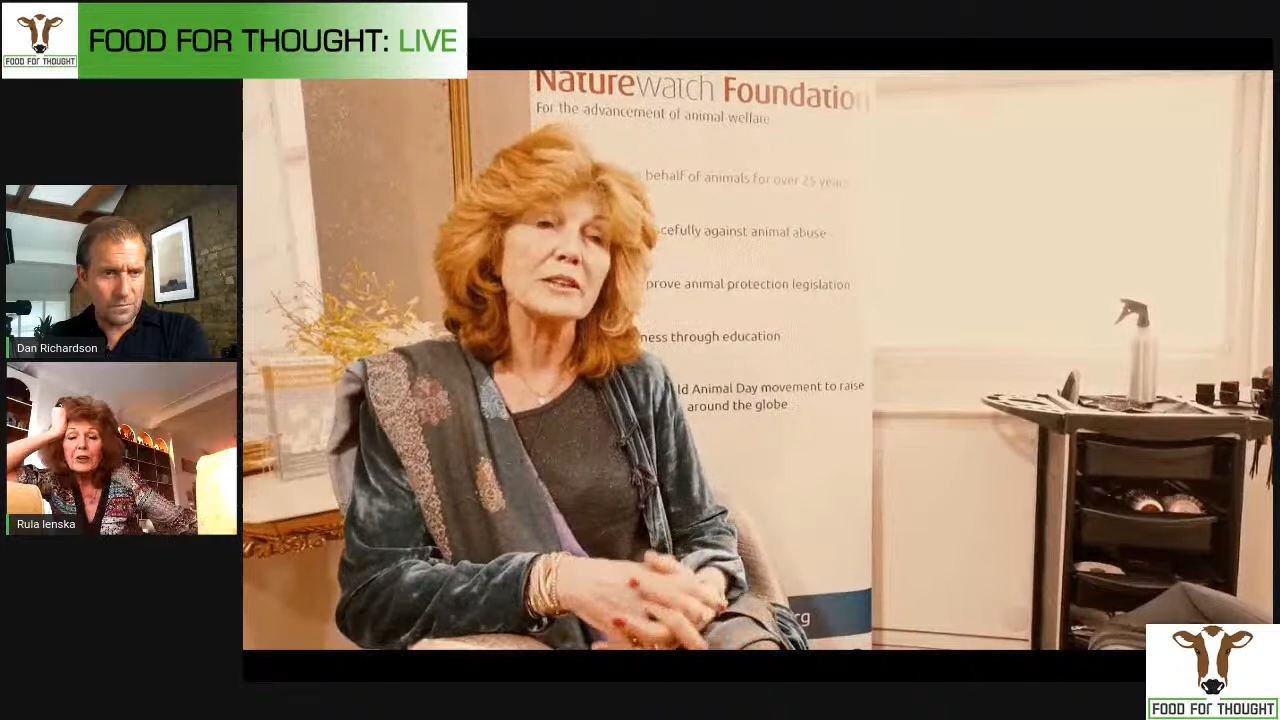 FOOD FOR THOUGHT
FOOD FOR THOUGHT: LIVE
Naturewatch Foundation
For the advancement of animal welfare
behalf of animals for over 25 years
cefully against animal abuse
prove animal protection legislation
ness through education
ld Animal Day movement to raise
around the globe
rg
Dan Richardson
Rula lenska
FOOD FOR THOUGHT